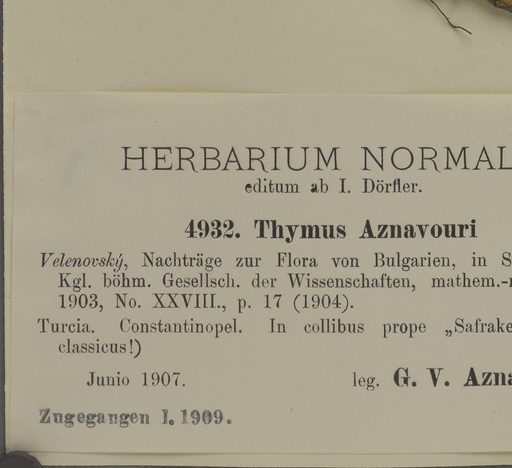 HERBARIUM NORMAL
editum ab I. Dörfler.
4932. Thymus Aznavouri
Velenovský, Nachträge zur Flora von Bulgarien, in S
Kgl. böhm. Gesellsch. der Wissenschaften, mathem.-
1903, No. XXVIII., p. 17 (1904).
Turcia. Constantinopel. In collibus prope „Safrake
classicus!)
Junio 1907.
leg. G. V. Azna
Zugegangen I. 1909.